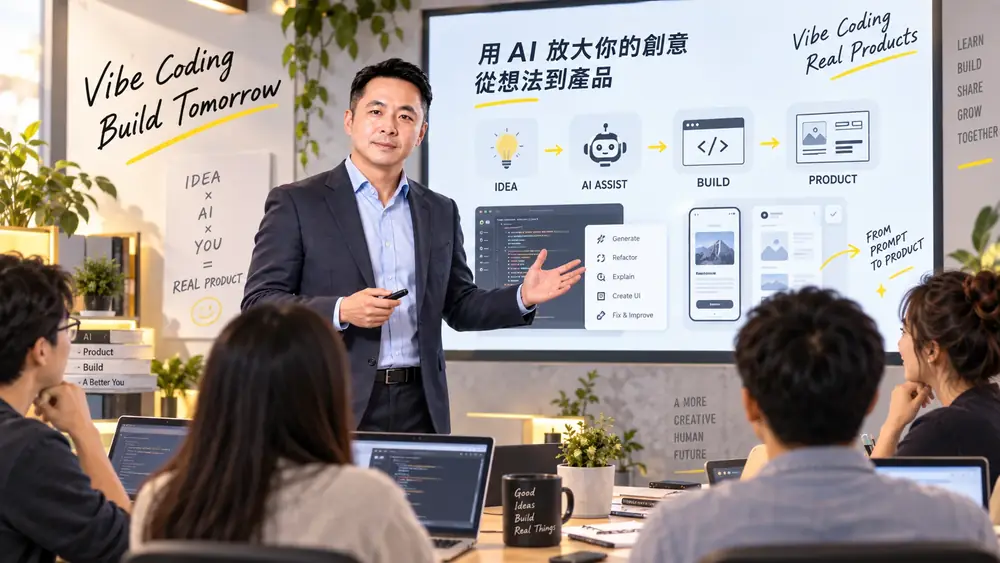 Vibe Coding
Build Tomorrow
IDEA
×
AI
×
YOU
=
REAL PRODUCT
AI
Product
Build
A Better You
用 AI 放大你的創意
從想法到產品
Vibe Coding
Real Products
IDEA
AI ASSIST
BUILD
PRODUCT
</>
Generate
Refactor
Explain
Create UI
Fix & Improve
FROM
PROMPT
TO PRODUCT
LEARN
BUILD
SHARE
GROW
TOGETHER
A MORE
CREATIVE
HUMAN
FUTURE
Good
Ideas
Build
Real Things